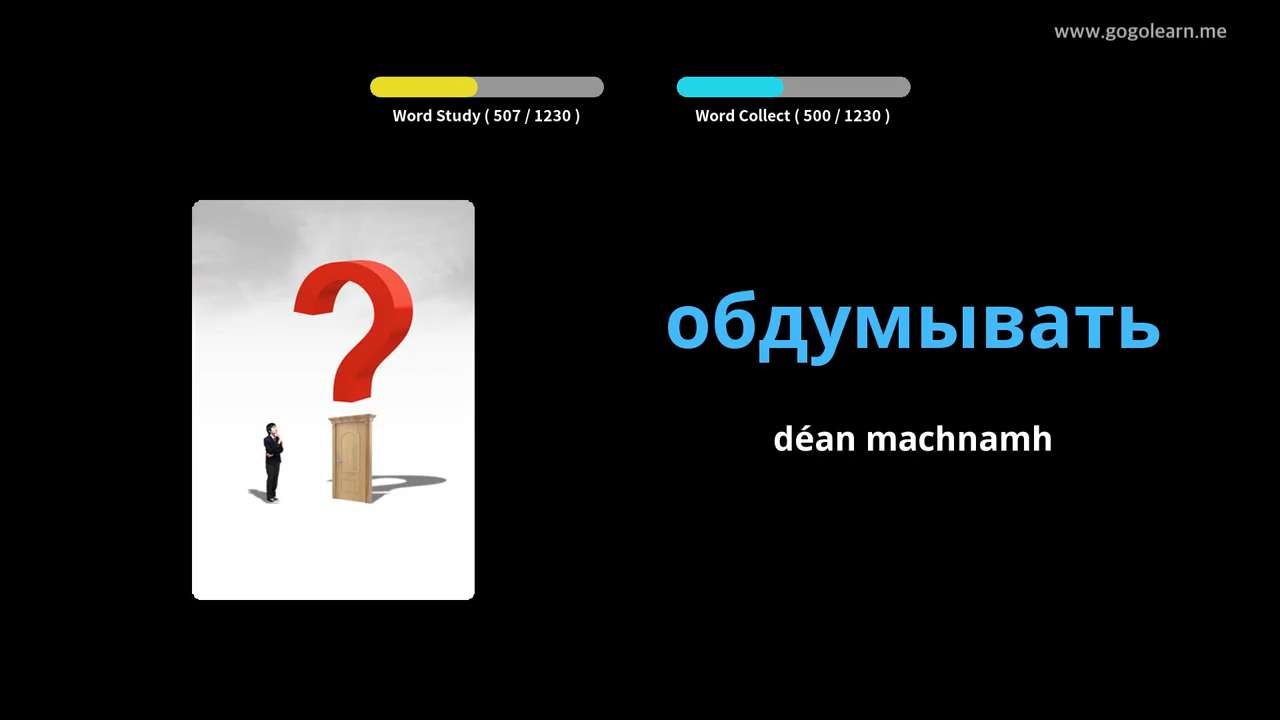 www.gogolearn.me
Word Study ( 507 / 1230 )
Word Collect ( 500 / 1230 )
обдумывать
déan machnamh